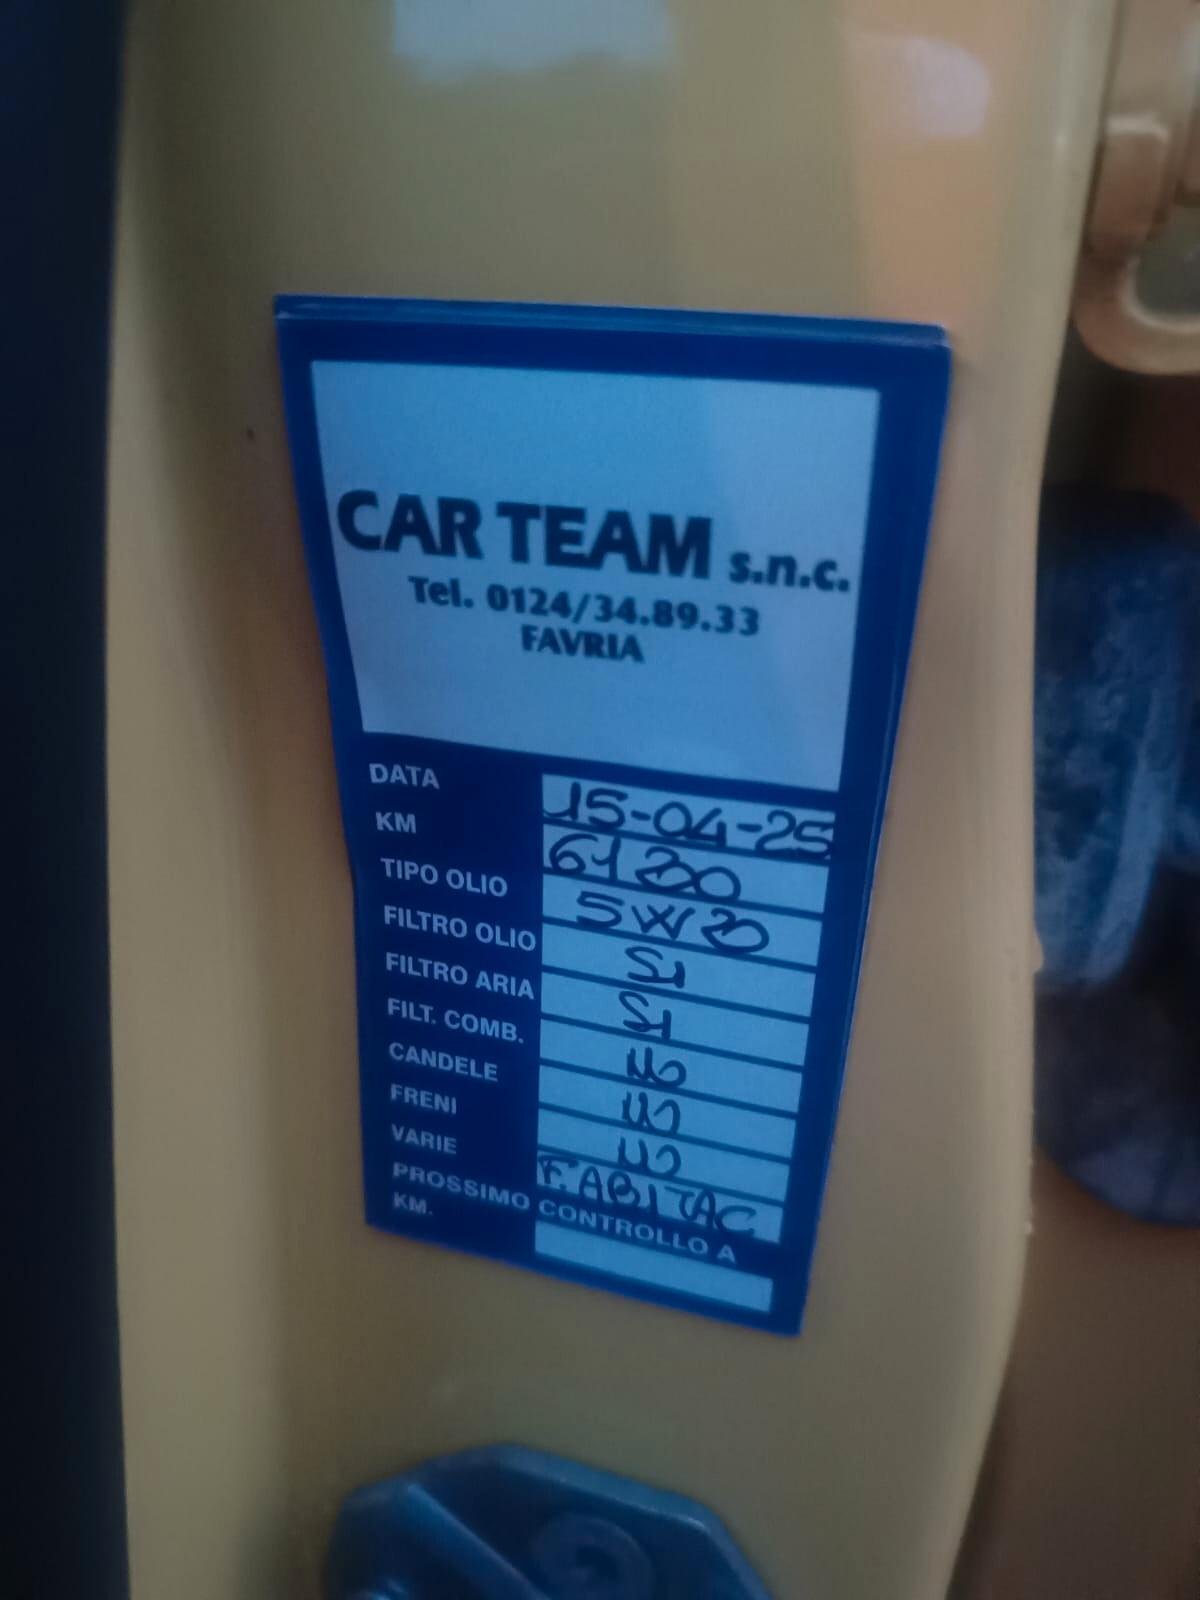 CAR TEAM s.n.c.
Tel. 0124/34.89.33
FAVRIA
DATA 15-04-25
KM 61200
TIPO OLIO 5W20
FILTRO OLIO SI
FILTRO ARIA SI
FILT. COMB. NO
CANDELE NO
FRENI NO
VARIE F. ABITAC
PROSSIMO CONTROLLO A
KM.